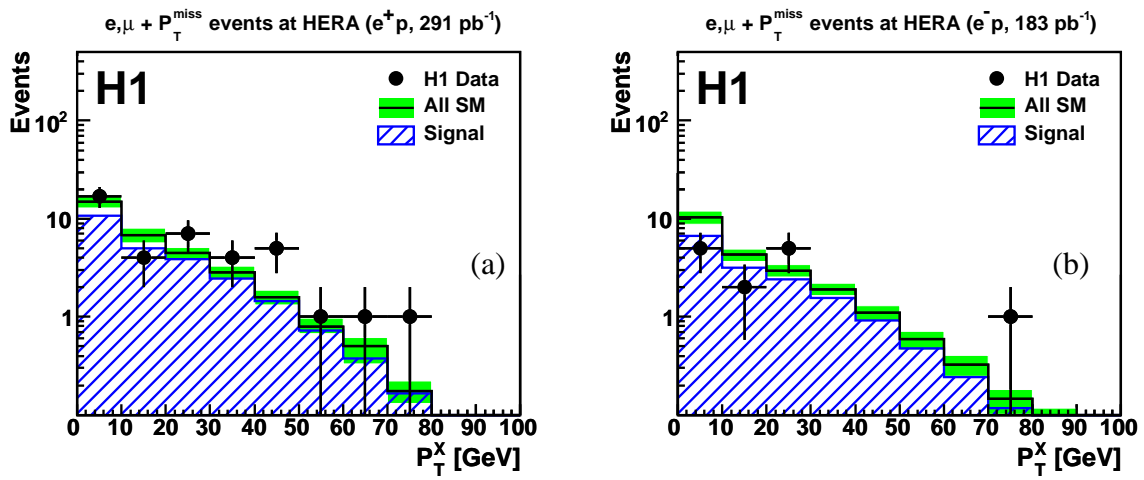 e,μ + P_T^miss events at HERA (e⁺p, 291 pb⁻¹)
H1
H1 Data
All SM
Signal
Events
10²
10
1
(a)
0 10 20 30 40 50 60 70 80 90 100
P_T^X [GeV]
e,μ + P_T^miss events at HERA (e⁻p, 183 pb⁻¹)
H1
H1 Data
All SM
Signal
Events
10²
10
1
(b)
0 10 20 30 40 50 60 70 80 90 100
P_T^X [GeV]